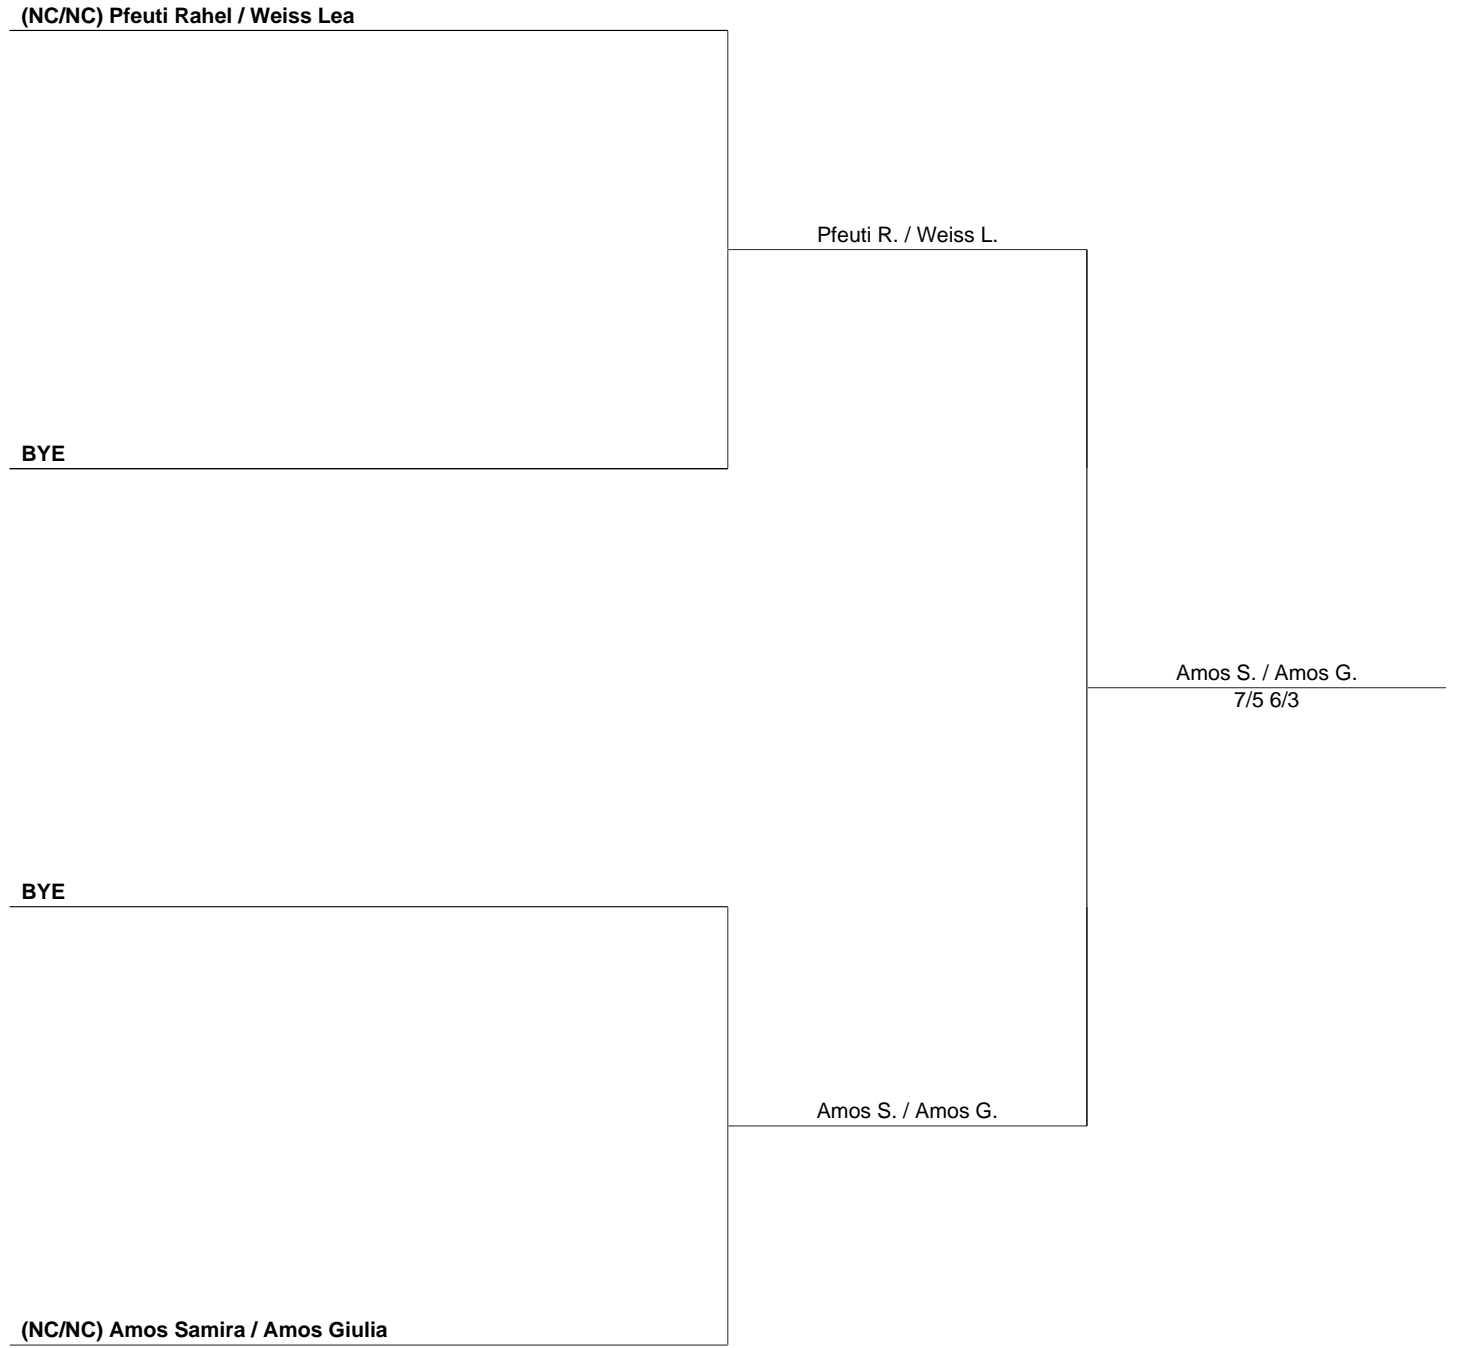 (NC/NC) Pfeuti Rahel / Weiss Lea
Pfeuti R. / Weiss L.
BYE
Amos S. / Amos G.
7/5 6/3
BYE
Amos S. / Amos G.
(NC/NC) Amos Samira / Amos Giulia